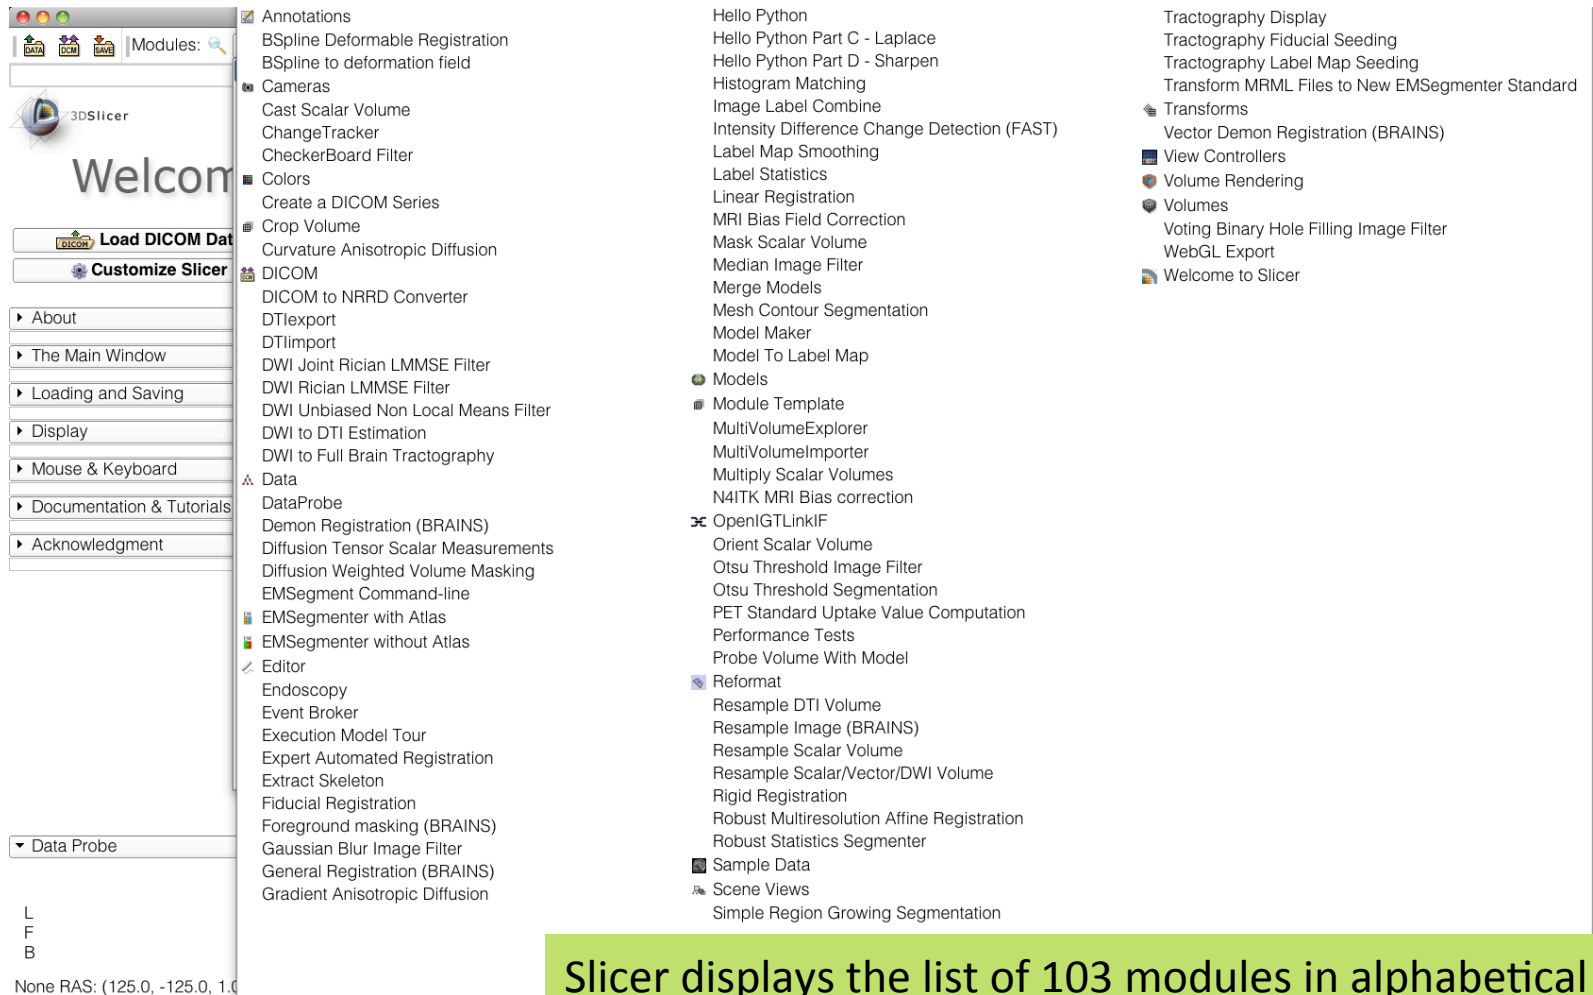 DATA
DCM
SAVE
Modules:
3DSlicer
Welcom
DICOM
Load DICOM Dat
Customize Slicer
About
The Main Window
Loading and Saving
Display
Mouse & Keyboard
Documentation & Tutorials
Acknowledgment
Data Probe
L
F
B
None RAS: (125.0, -125.0, 1.0
Annotations
BSpline Deformable Registration
BSpline to deformation field
Cameras
Cast Scalar Volume
ChangeTracker
CheckerBoard Filter
Colors
Create a DICOM Series
Crop Volume
Curvature Anisotropic Diffusion
DICOM
DICOM to NRRD Converter
DTIexport
DTIimport
DWI Joint Rician LMMSE Filter
DWI Rician LMMSE Filter
DWI Unbiased Non Local Means Filter
DWI to DTI Estimation
DWI to Full Brain Tractography
Data
DataProbe
Demon Registration (BRAINS)
Diffusion Tensor Scalar Measurements
Diffusion Weighted Volume Masking
EMSegment Command-line
EMSegmenter with Atlas
EMSegmenter without Atlas
Editor
Endoscopy
Event Broker
Execution Model Tour
Expert Automated Registration
Extract Skeleton
Fiducial Registration
Foreground masking (BRAINS)
Gaussian Blur Image Filter
General Registration (BRAINS)
Gradient Anisotropic Diffusion
Hello Python
Hello Python Part C - Laplace
Hello Python Part D - Sharpen
Histogram Matching
Image Label Combine
Intensity Difference Change Detection (FAST)
Label Map Smoothing
Label Statistics
Linear Registration
MRI Bias Field Correction
Mask Scalar Volume
Median Image Filter
Merge Models
Mesh Contour Segmentation
Model Maker
Model To Label Map
Models
Module Template
MultiVolumeExplorer
MultiVolumeImporter
Multiply Scalar Volumes
N4ITK MRI Bias correction
OpenIGTLinkIF
Orient Scalar Volume
Otsu Threshold Image Filter
Otsu Threshold Segmentation
PET Standard Uptake Value Computation
Performance Tests
Probe Volume With Model
Reformat
Resample DTI Volume
Resample Image (BRAINS)
Resample Scalar Volume
Resample Scalar/Vector/DWI Volume
Rigid Registration
Robust Multiresolution Affine Registration
Robust Statistics Segmenter
Sample Data
Scene Views
Simple Region Growing Segmentation
Tractography Display
Tractography Fiducial Seeding
Tractography Label Map Seeding
Transform MRML Files to New EMSegmenter Standard
Transforms
Vector Demon Registration (BRAINS)
View Controllers
Volume Rendering
Volumes
Voting Binary Hole Filling Image Filter
WebGL Export
Welcome to Slicer
Slicer displays the list of 103 modules in alphabetical